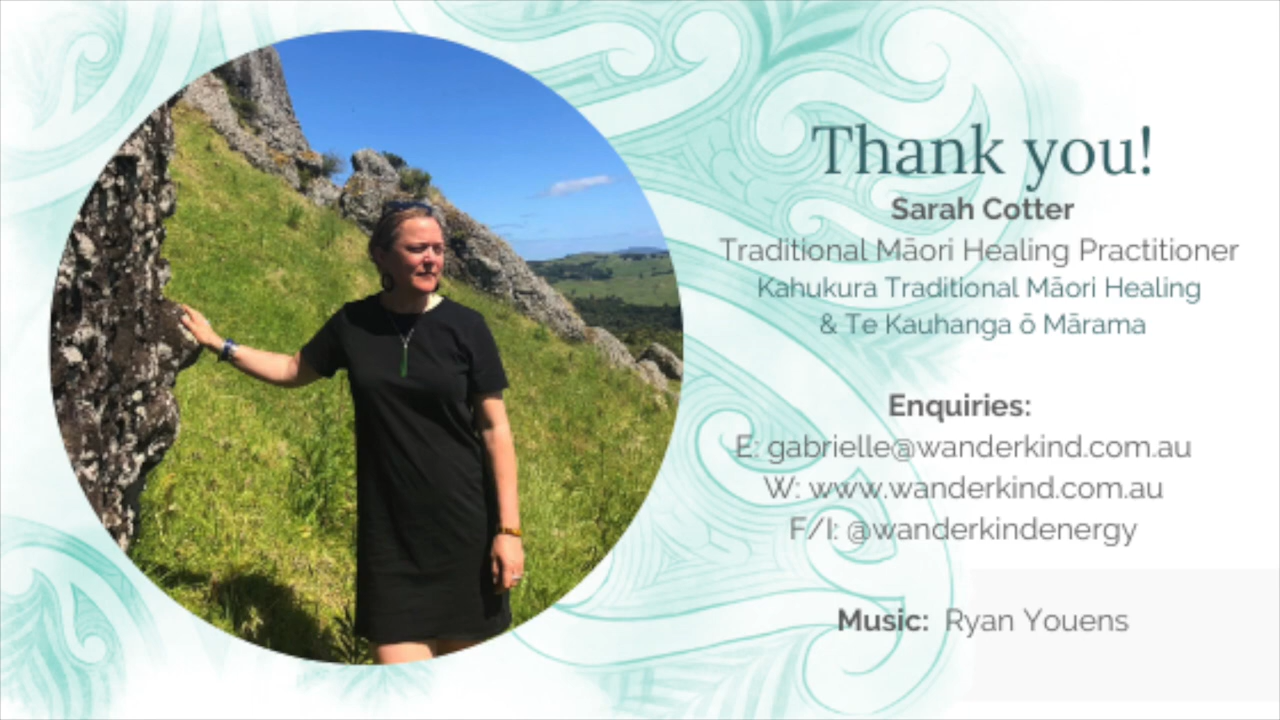 Thank you!
Sarah Cotter
Traditional Māori Healing Practitioner
Kahukura Traditional Māori Healing
& Te Kauhanga ō Mārama
Enquiries:
E: gabrielle@wanderkind.com.au
W: www.wanderkind.com.au
F/I: @wanderkindenergy
Music: Ryan Youens